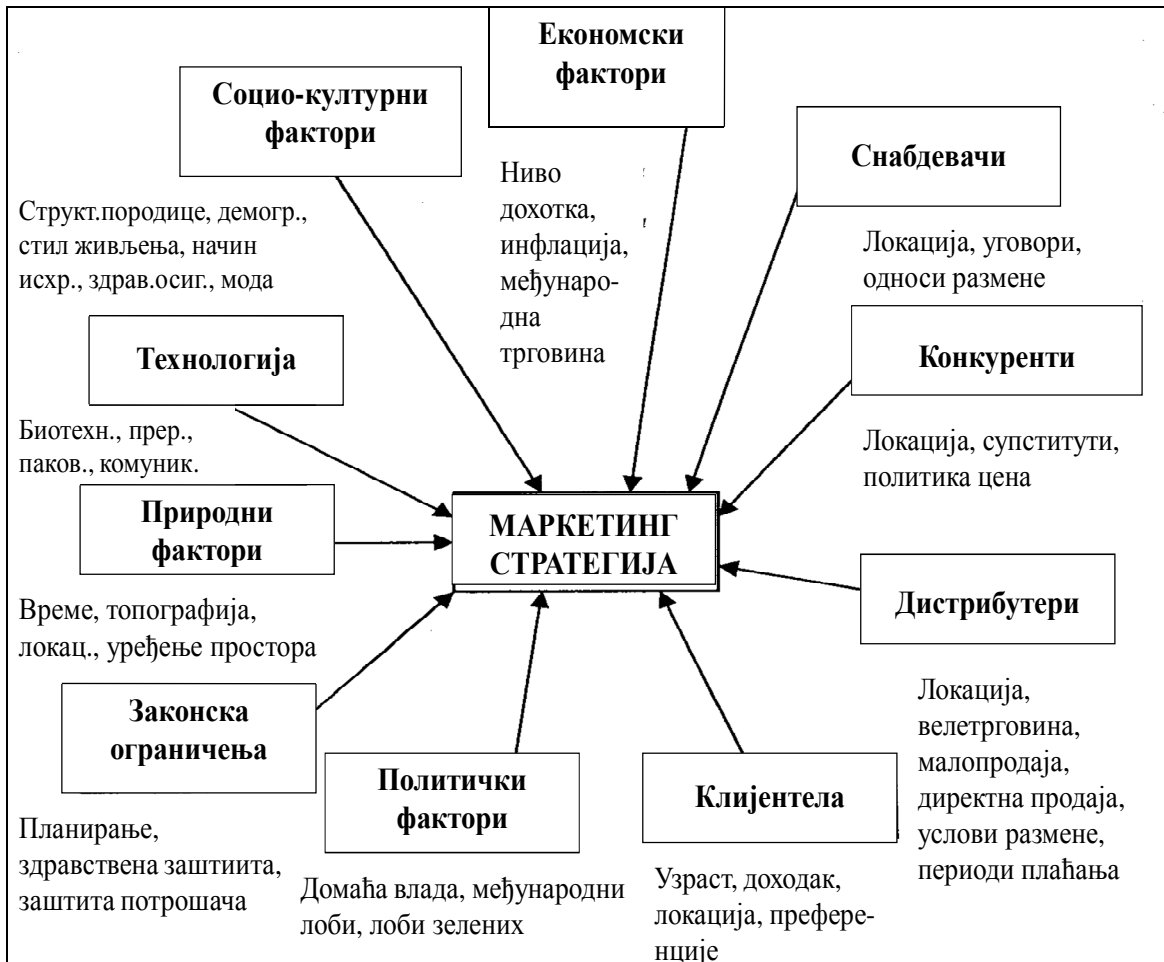 Економски
фактори
Социо-културни
фактори
Снабдевачи
Ниво
дохотка,
инфлација,
међунаро-
дна
трговина
Структ.породице, демогр.,
стил живљења, начин
исхр., здрав.осиг., мода
Локација, уговори,
односи размене
Технологија
Конкуренти
Биотехн., прер.,
паков., комуник.
Локација, супститути,
политика цена
Природни
фактори
МАРКЕТИНГ
СТРАТЕГИЈА
Дистрибутери
Време, топографија,
локац., уређење простора
Локација,
велетрговина,
малопродаја,
директна продаја,
услови размене,
периоди плаћања
Законска
ограничења
Политички
фактори
Клијентела
Планирање,
здравствена заштиита,
заштита потрошача
Домаћа влада, међународни
лоби, лоби зелених
Узраст, доходак,
локација, префере-
нције